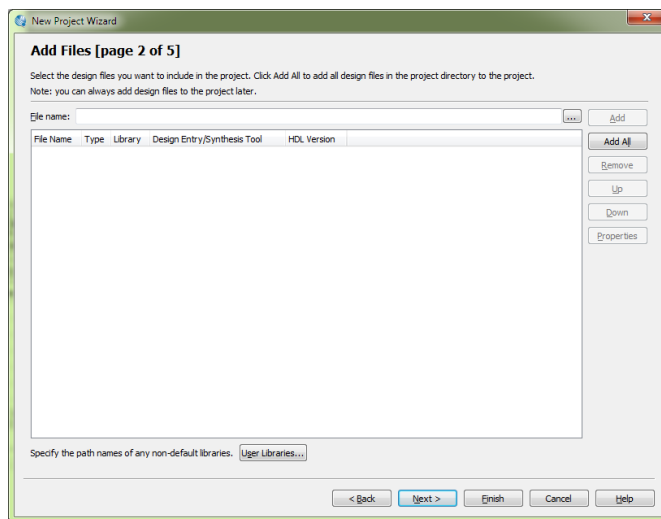 New Project Wizard
Add Files [page 2 of 5]
Select the design files you want to include in the project. Click Add All to add all design files in the project directory to the project.
Note: you can always add design files to the project later.
File name: ... Add
File Name Type Library Design Entry/Synthesis Tool HDL Version Add All
Remove
Up
Down
Properties
Specify the path names of any non-default libraries. User Libraries...
< Back Next > Finish Cancel Help